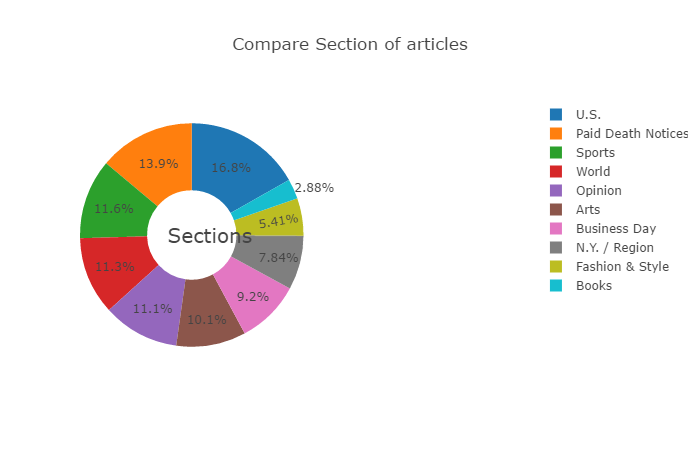 Compare Section of articles
16.8%
13.9%
2.88%
11.6%
5.41%
Sections
7.84%
11.3%
9.2%
11.1%
10.1%
U.S.
Paid Death Notices
Sports
World
Opinion
Arts
Business Day
N.Y. / Region
Fashion & Style
Books